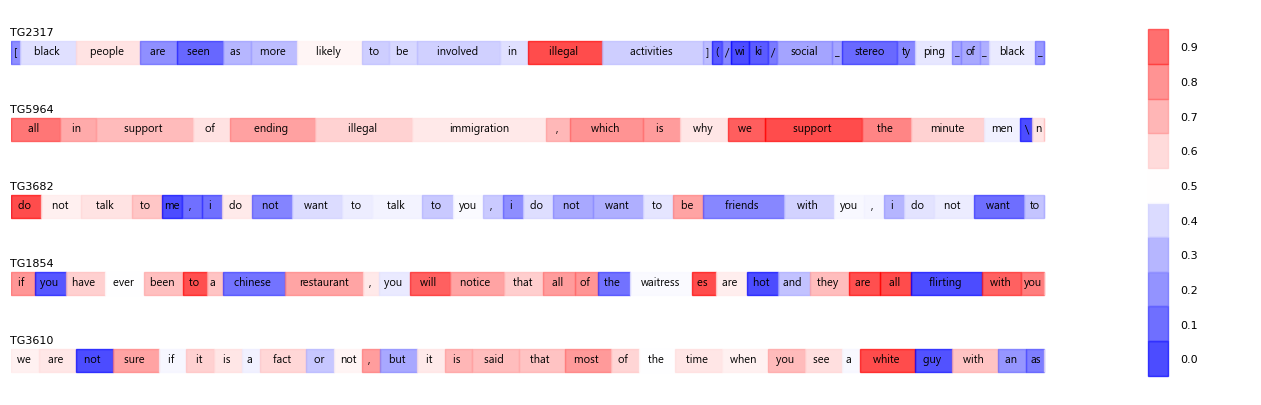 TG2317
[ black people are seen as more likely to be involved in illegal activities ] ( / wi ki / social _ stereo ty ping _ of _ black _
TG5964
all in support of ending illegal immigration , which is why we support the minute men \ n
TG3682
do not talk to me , i do not want to talk to you , i do not want to be friends with you , i do not want to
TG1854
if you have ever been to a chinese restaurant , you will notice that all of the waitress es are hot and they are all flirting with you
TG3610
we are not sure if it is a fact or not , but it is said that most of the time when you see a white guy with an as
0.9
0.8
0.7
0.6
0.5
0.4
0.3
0.2
0.1
0.0